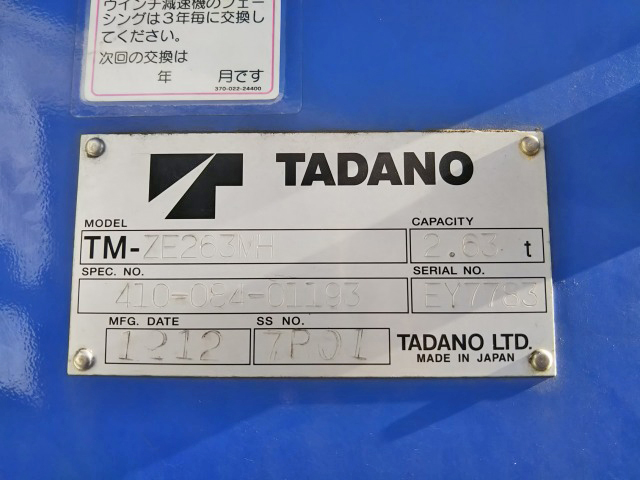 ウインチ減速機のフェー
シングは3年毎に交換し
てください。
次回の交換は
年 月です
370-022-24400
TADANO
MODEL
TM-ZE263MH
CAPACITY
2.63 t
SPEC. NO.
410-084-01193
SERIAL NO.
EY7783
MFG. DATE
1212
SS NO.
7P01
TADANO LTD.
MADE IN JAPAN